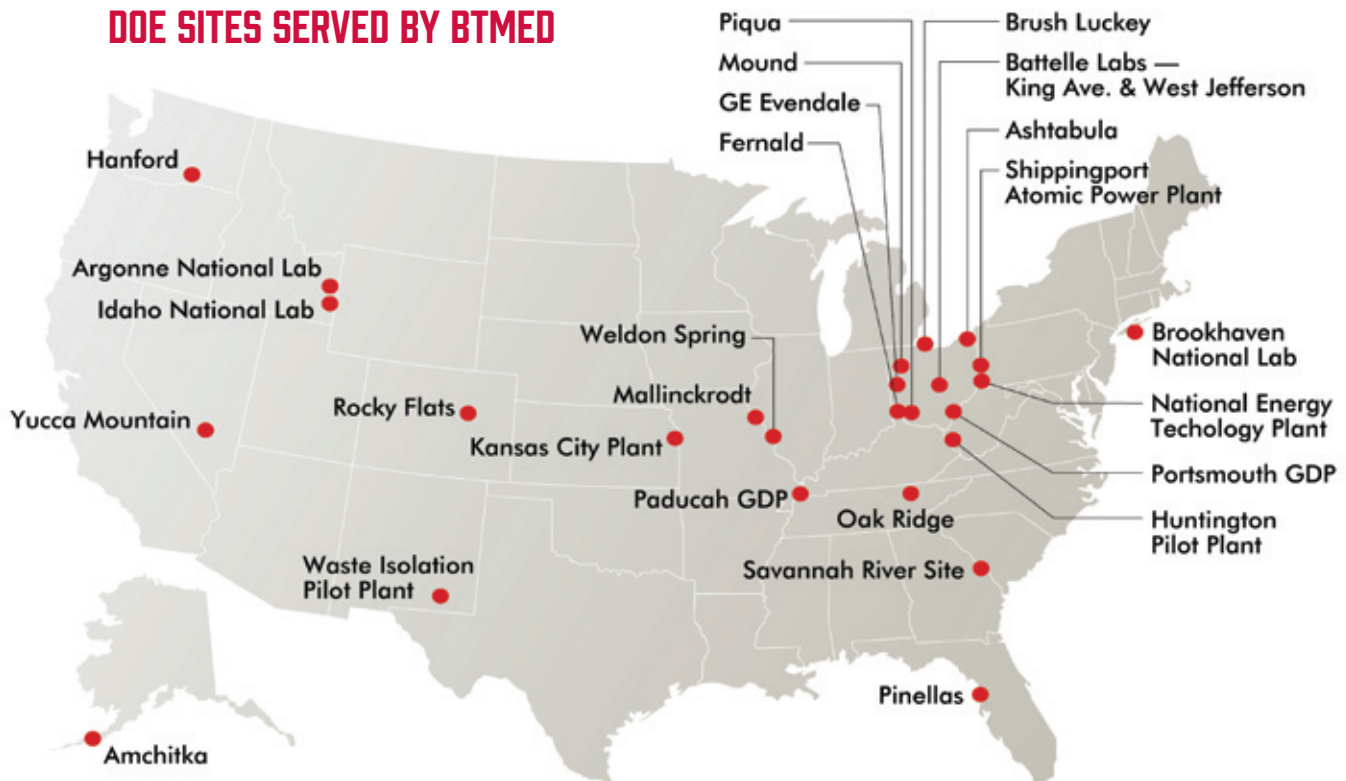 DOE SITES SERVED BY BTMED
Piqua
Mound
GE Evendale
Fernald
Brush Luckey
Battelle Labs —
King Ave. & West Jefferson
Ashtabula
Shippingport
Atomic Power Plant
Hanford
Argonne National Lab
Idaho National Lab
Weldon Spring
Brookhaven
National Lab
Mallinckrodt
Rocky Flats
Yucca Mountain
Kansas City Plant
National Energy
Techology Plant
Portsmouth GDP
Paducah GDP
Oak Ridge
Huntington
Pilot Plant
Waste Isolation
Pilot Plant
Savannah River Site
Pinellas
Amchitka